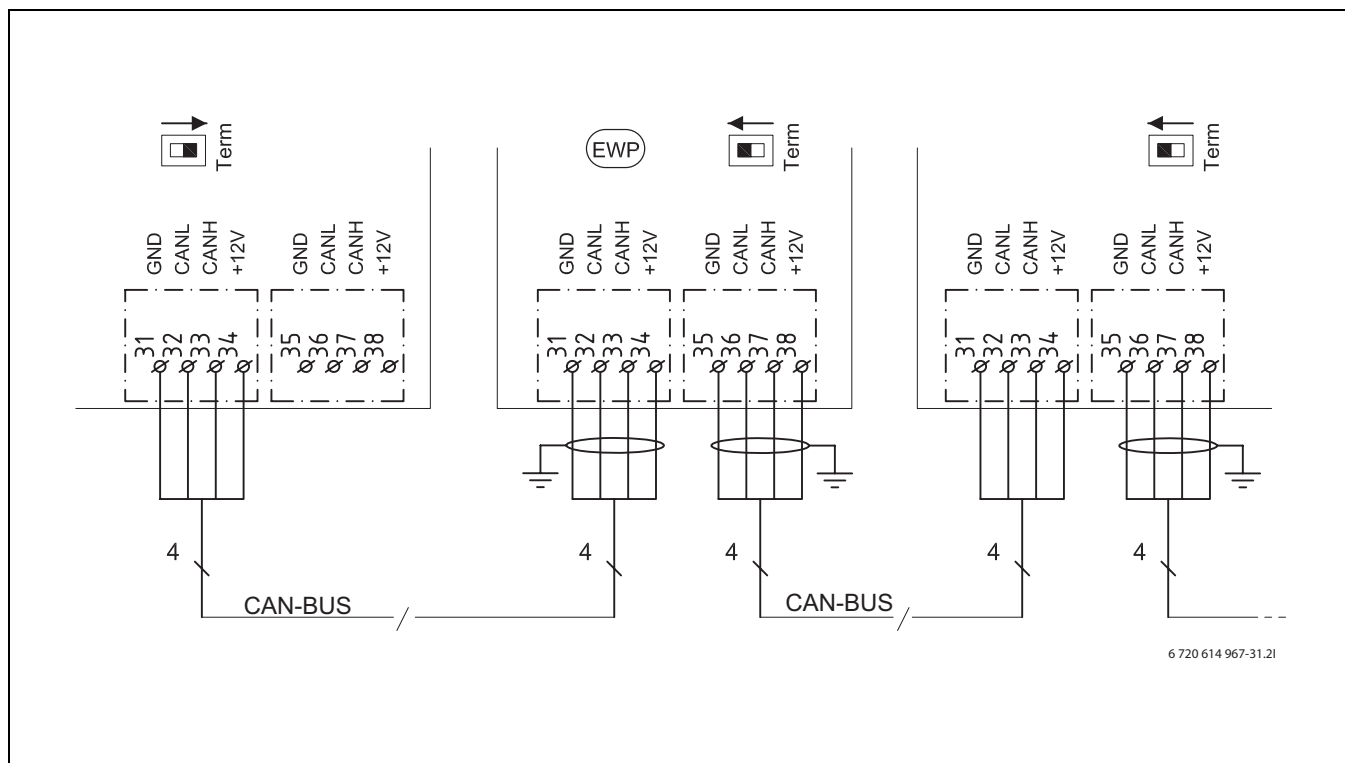 Term
EWP
Term
Term
GND CANL CANH +12V
GND CANL CANH +12V
GND CANL CANH +12V
GND CANL CANH +12V
GND CANL CANH +12V
GND CANL CANH +12V
31 32 33 34
35 36 37 38
31 32 33 34
35 36 37 38
31 32 33 34
35 36 37 38
4
4
4
4
4
CAN-BUS
CAN-BUS
6 720 614 967-31.2I